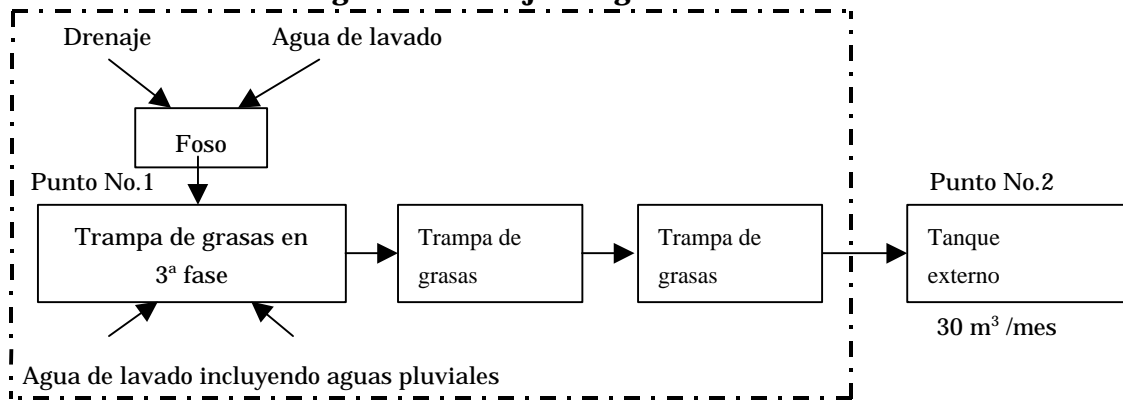 Drenaje
Agua de lavado
Foso
Punto No.1
Punto No.2
Trampa de grasas en
3ª fase
Trampa de
grasas
Trampa de
grasas
Tanque
externo
30 m³ /mes
Agua de lavado incluyendo aguas pluviales